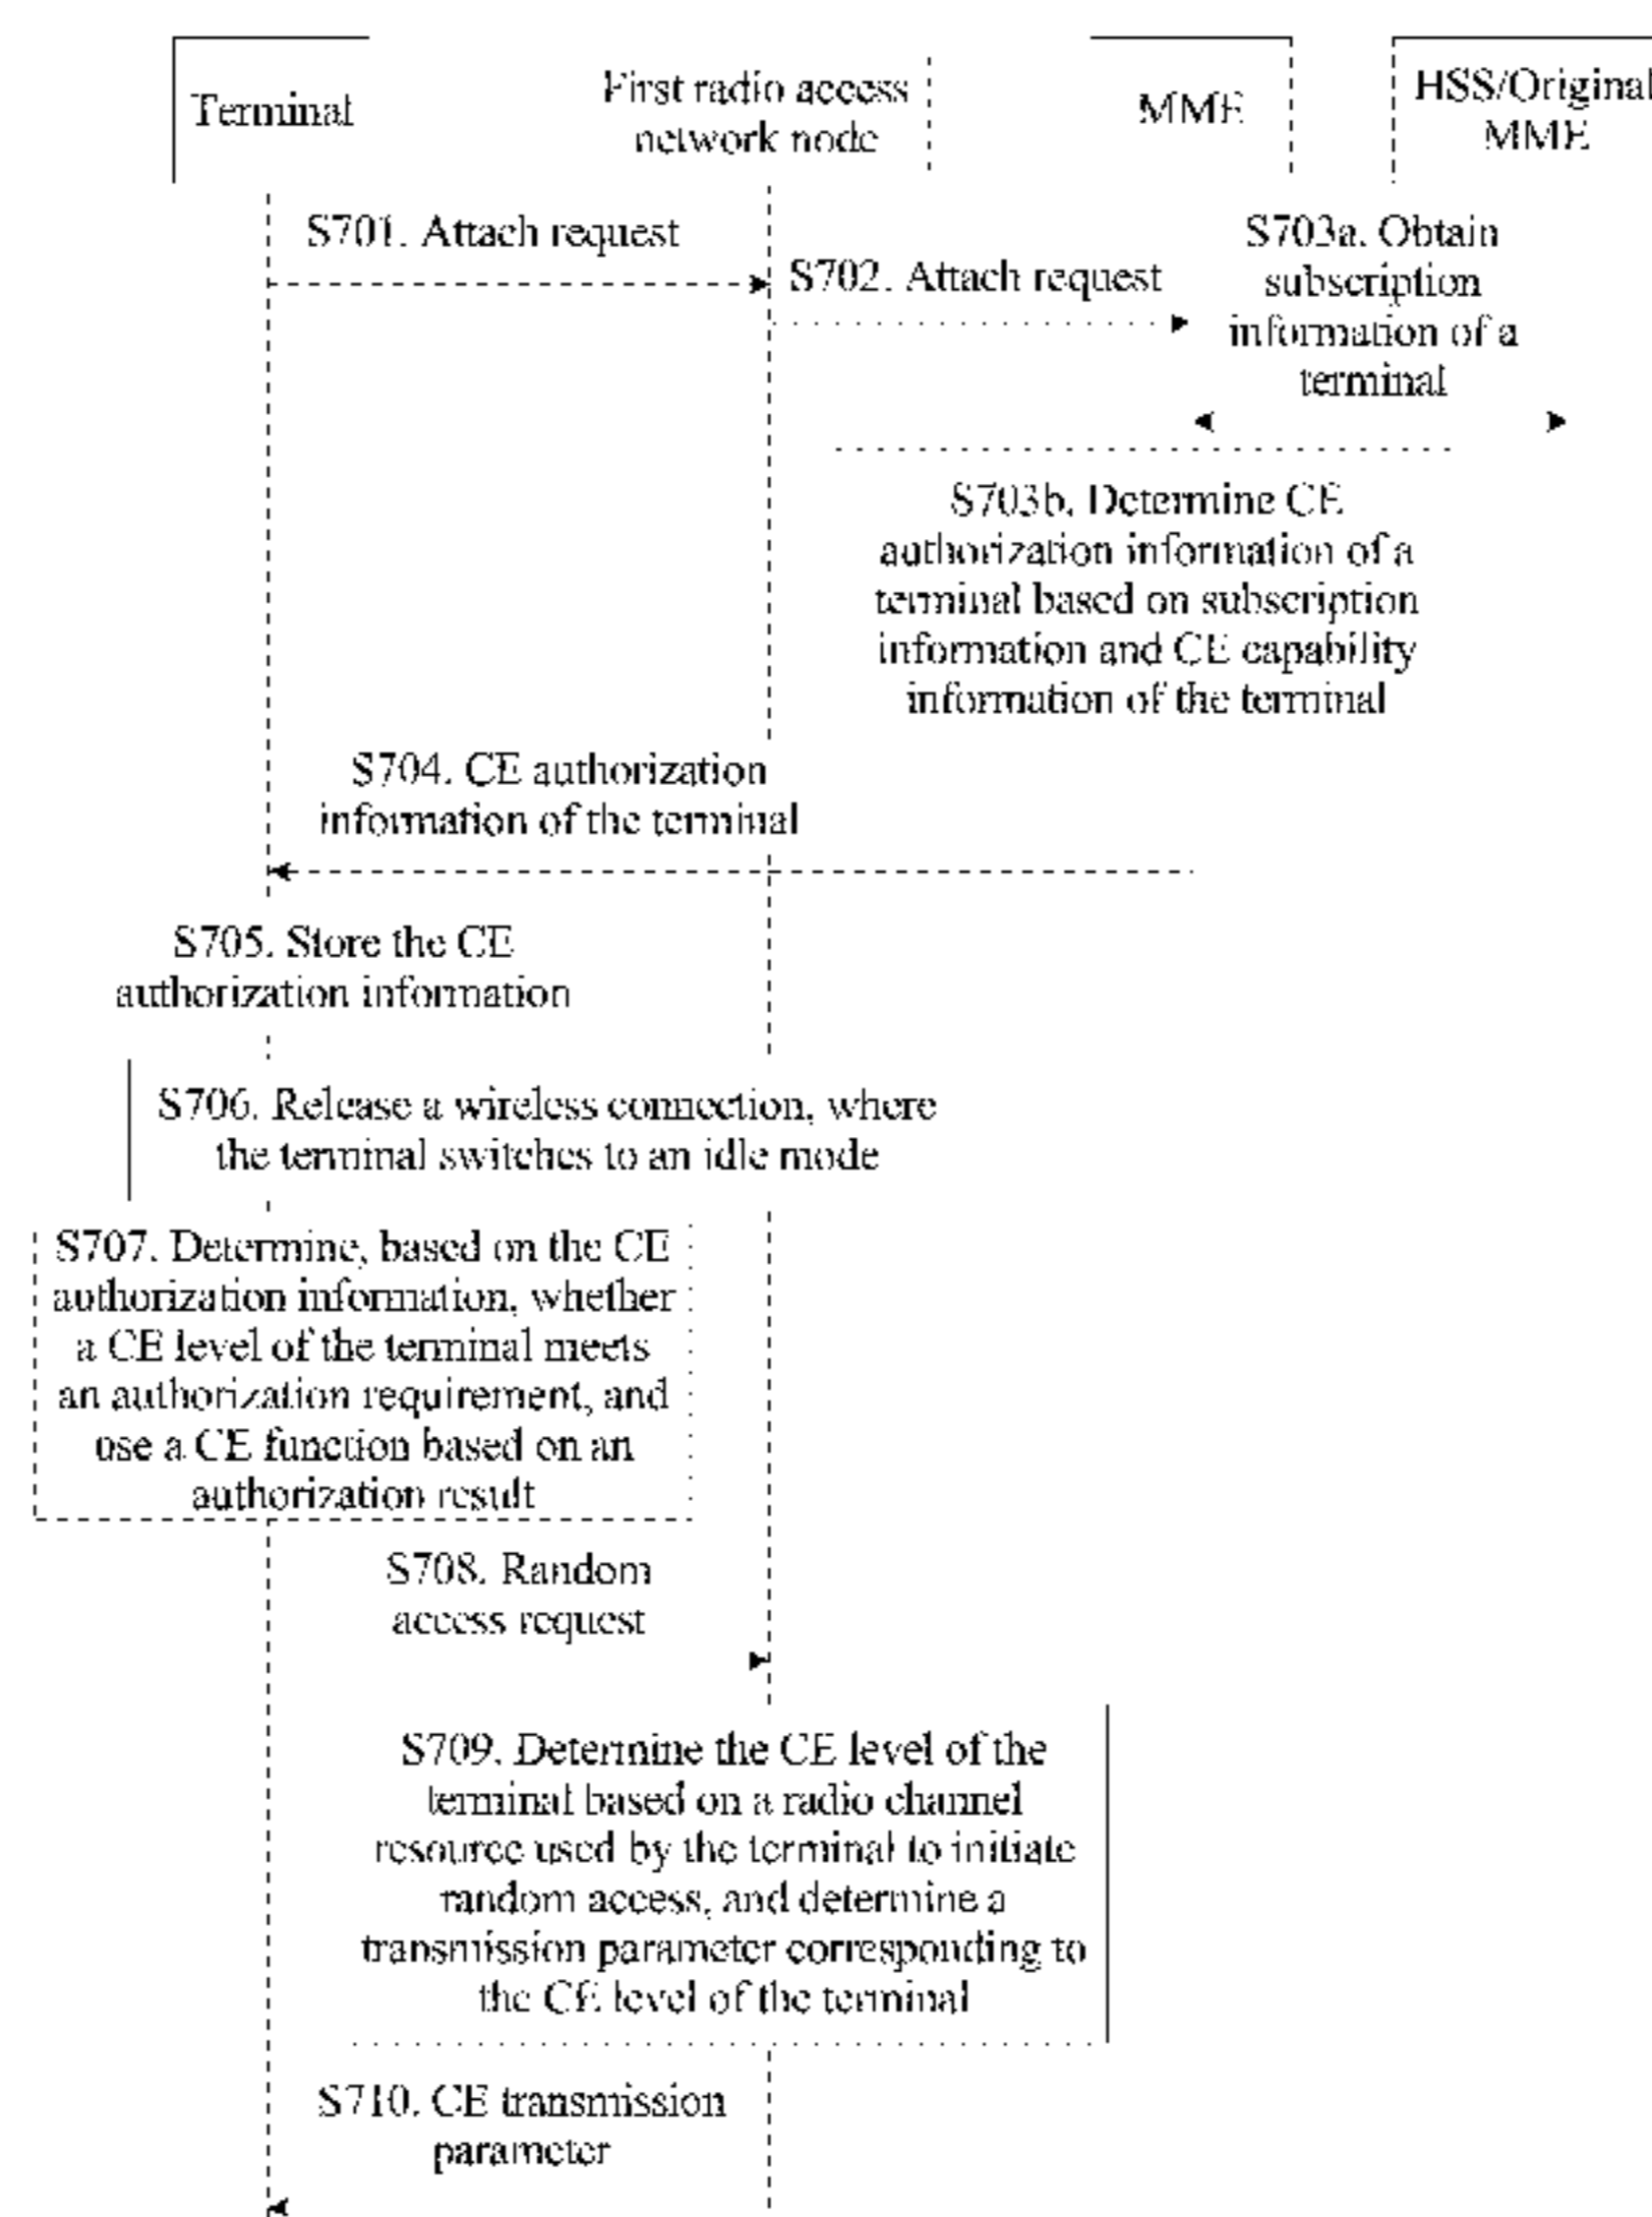 Terminal
First radio access
network node
MME
HSS/Original
MME
S701. Attach request
S702. Attach request
S703a. Obtain
subscription
information of a
terminal
S703b. Determine CE
authorization information of a
terminal based on subscription
information and CE capability
information of the terminal
S704. CE authorization
information of the terminal
S705. Store the CE
authorization information
S706. Release a wireless connection, where
the terminal switches to an idle mode
S707. Determine, based on the CE
authorization information, whether
a CE level of the terminal meets
an authorization requirement, and
use a CE function based on an
authorization result
S708. Random
access request
S709. Determine the CE level of the
terminal based on a radio channel
resource used by the terminal to initiate
random access, and determine a
transmission parameter corresponding to
the CE level of the terminal
S710. CE transmission
parameter